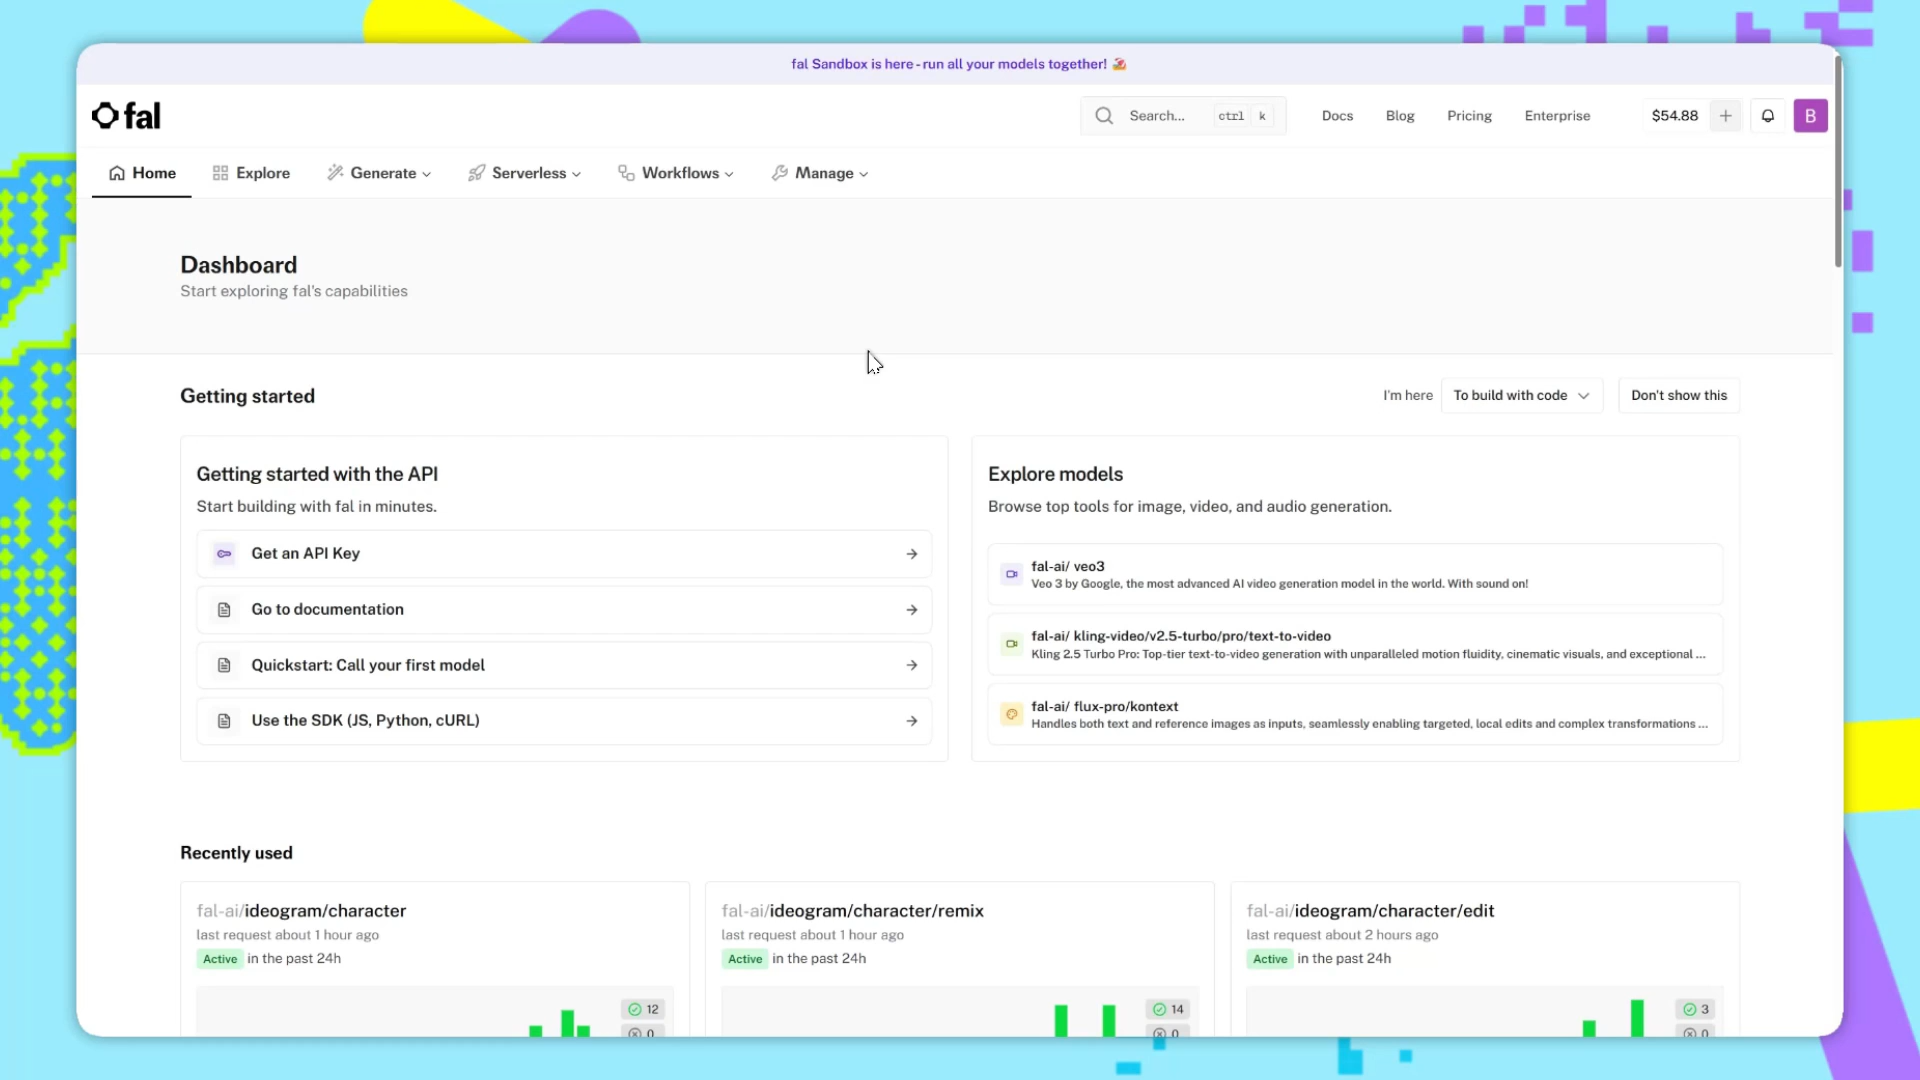 fal Sandbox is here - run all your models together!
fal
Search... ctrl k
Docs
Blog
Pricing
Enterprise
$54.88
B
Home
Explore
Generate
Serverless
Workflows
Manage
Dashboard
Start exploring fal's capabilities
Getting started
I'm here
To build with code
Don't show this
Getting started with the API
Start building with fal in minutes.
Get an API Key
Go to documentation
Quickstart: Call your first model
Use the SDK (JS, Python, cURL)
Explore models
Browse top tools for image, video, and audio generation.
fal-ai/ veo3
Veo 3 by Google, the most advanced AI video generation model in the world. With sound on!
fal-ai/ kling-video/v2.5-turbo/pro/text-to-video
Kling 2.5 Turbo Pro: Top-tier text-to-video generation with unparalleled motion fluidity, cinematic visuals, and exceptional ...
fal-ai/ flux-pro/kontext
Handles both text and reference images as inputs, seamlessly enabling targeted, local edits and complex transformations ...
Recently used
fal-ai/ideogram/character
last request about 1 hour ago
Active in the past 24h
12
0
fal-ai/ideogram/character/remix
last request about 1 hour ago
Active in the past 24h
14
0
fal-ai/ideogram/character/edit
last request about 2 hours ago
Active in the past 24h
3
0